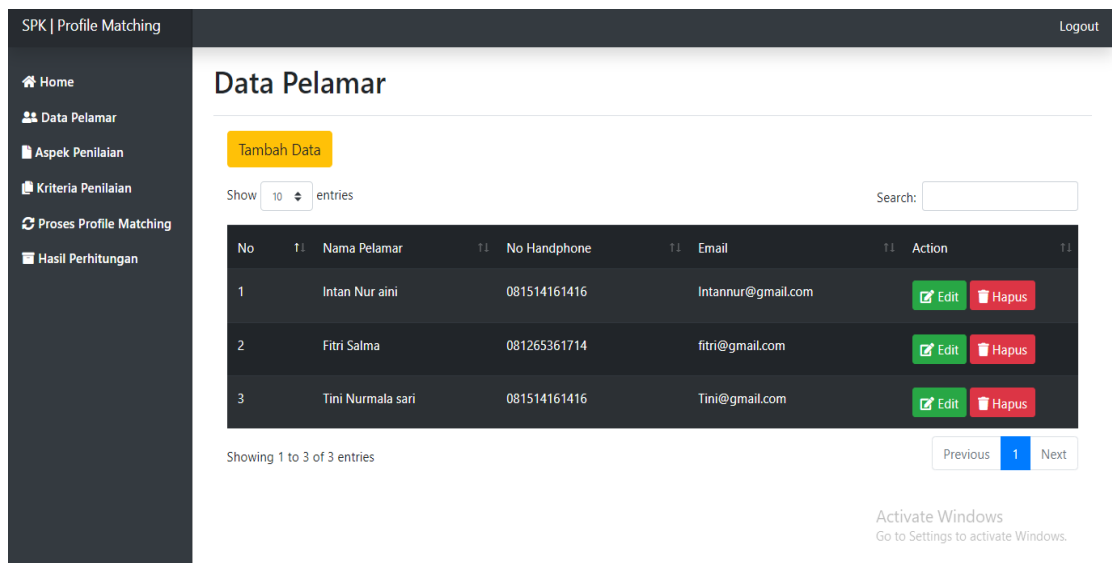 SPK | Profile Matching
Logout
Home
Data Pelamar
Aspek Penilaian
Kriteria Penilaian
Proses Profile Matching
Hasil Perhitungan
Data Pelamar
Tambah Data
Show 10 entries
Search:
No Nama Pelamar No Handphone Email Action
1 Intan Nur aini 081514161416 Intannur@gmail.com Edit Hapus
2 Fitri Salma 081265361714 fitri@gmail.com Edit Hapus
3 Tini Nurmala sari 081514161416 Tini@gmail.com Edit Hapus
Showing 1 to 3 of 3 entries
Previous 1 Next
Activate Windows
Go to Settings to activate Windows.